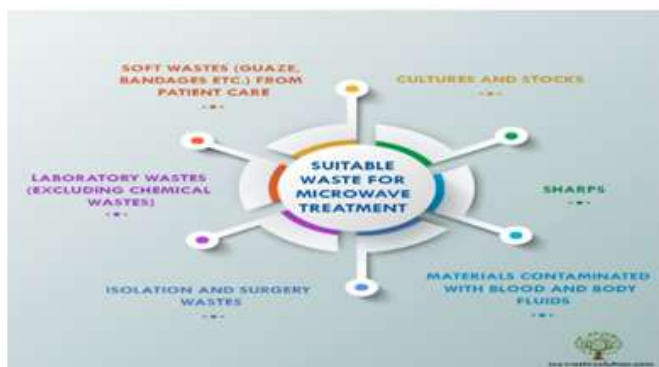 SOFT WASTES (GUAZE,
BANDAGES ETC.) FROM
PATIENT CARE
CULTURES AND STOCKS
LABORATORY WASTES
(EXCLUDING CHEMICAL
WASTES)
SUITABLE
WASTE FOR
MICROWAVE
TREATMENT
SHARPS
ISOLATION AND SURGERY
WASTES
MATERIALS CONTAMINATED
WITH BLOOD AND BODY
FLUIDS